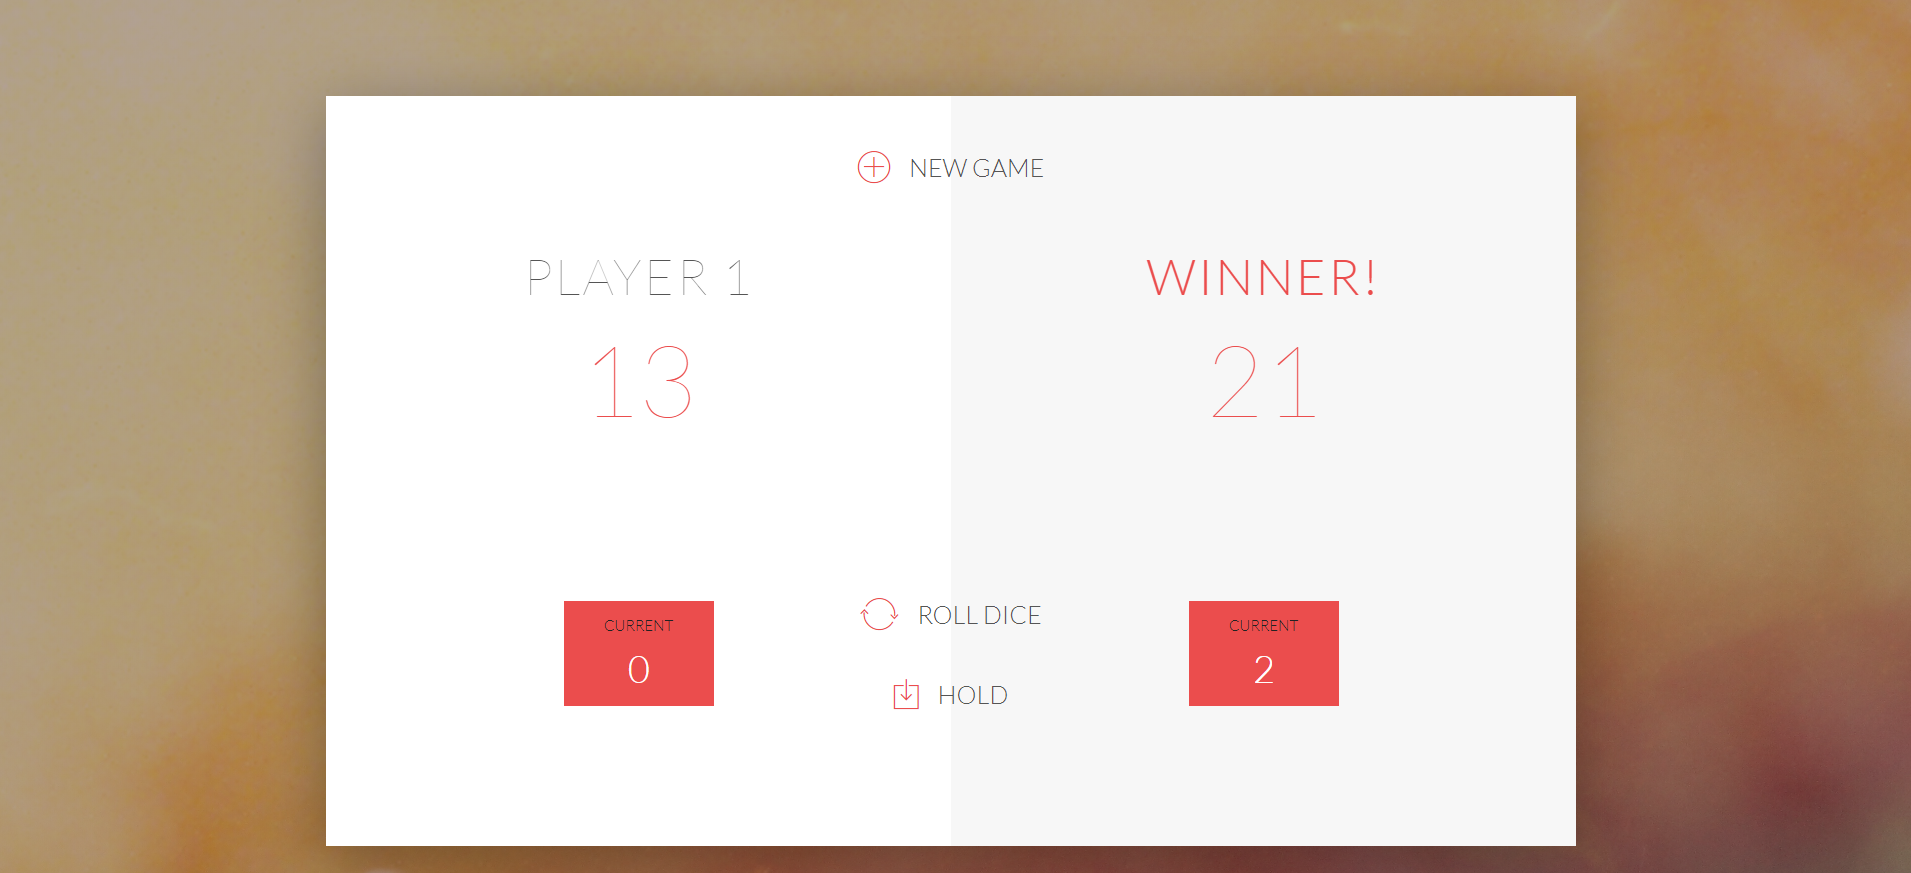 NEW GAME
PLAYER 1
WINNER!
13
21
CURRENT
0
ROLL DICE
HOLD
CURRENT
2